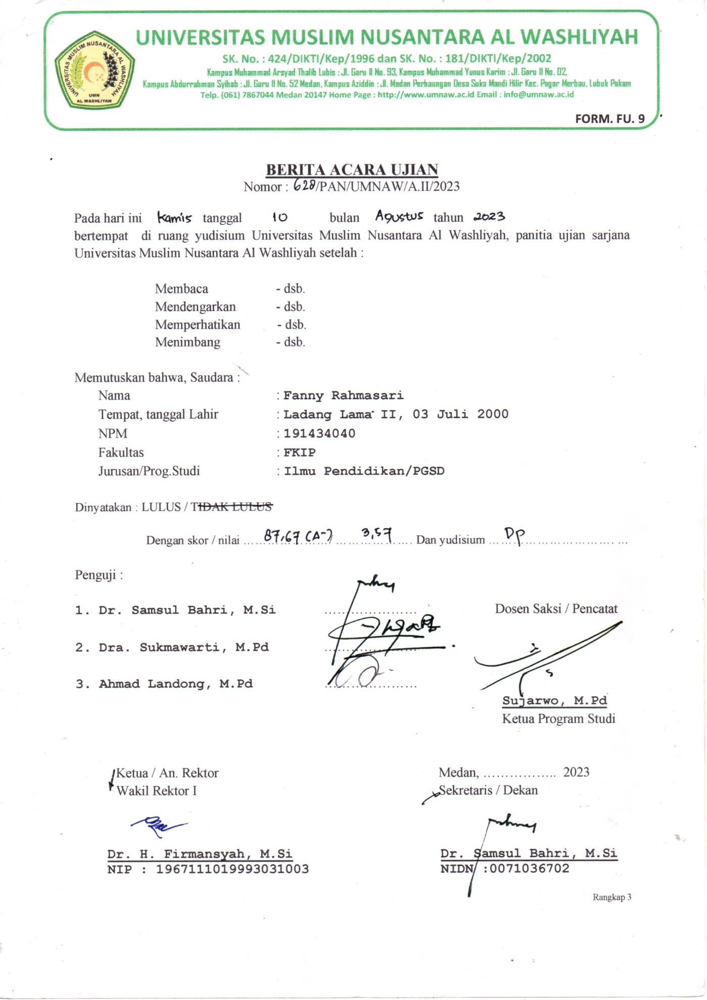 UNIVERSITAS MUSLIM NUSANTARA AL WASHLIYAH
SK. No. : 424/DIKTI/Kep/1996 dan SK. No. : 181/DIKTI/Kep/2002
Kampus Muhammad Arsyad Thalib Lubis : Jl. Garu II No. 93, Kampus Muhammad Yunus Karim : Jl. Garu II No. 02,
Kampus Abdurrahman Syihab : Jl. Garu II No. 52 Medan, Kampus Aziddin : Jl. Medan Perbaungan Desa Suka Mandi Hilir Kec. Pagar Merbau, Lubuk Pakam
Telp. (061) 7867044 Medan 20147 Home Page : http://www.umnaw.ac.id Email : info@umnaw.ac.id
UNIVERSITAS MUSLIM NUSANTARA AL WASHLIYAH
UMN
AL WASHLIYAH
FORM. FU. 9
BERITA ACARA UJIAN
Nomor : 628/PAN/UMNAW/A.II/2023
Pada hari ini Kamis tanggal 10 bulan Agustus tahun 2023
bertempat di ruang yudisium Universitas Muslim Nusantara Al Washliyah, panitia ujian sarjana
Universitas Muslim Nusantara Al Washliyah setelah :
Membaca - dsb.
Mendengarkan - dsb.
Memperhatikan - dsb.
Menimbang - dsb.
Memutuskan bahwa, Saudara :
Nama : Fanny Rahmasari
Tempat, tanggal Lahir : Ladang Lama II, 03 Juli 2000
NPM : 191434040
Fakultas : FKIP
Jurusan/Prog.Studi : Ilmu Pendidikan/PGSD
Dinyatakan : LULUS / TIDAK LULUS
Dengan skor / nilai ... 87,67 (A-) ... 3,57 ... Dan yudisium ... DP ...
Penguji :
1. Dr. Samsul Bahri, M.Si ..................... Dosen Saksi / Pencatat
2. Dra. Sukmawarti, M.Pd .....................
3. Ahmad Landong, M.Pd .....................
Sujarwo, M.Pd
Ketua Program Studi
Ketua / An. Rektor Medan, ................. 2023
Wakil Rektor I Sekretaris / Dekan
Dr. H. Firmansyah, M.Si Dr. Samsul Bahri, M.Si
NIP : 1967111019993031003 NIDN :0071036702
Rangkap 3